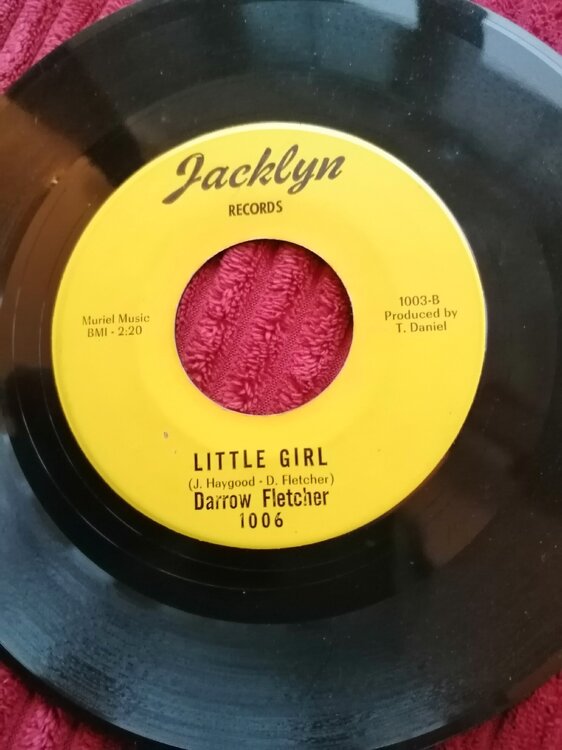 Jacklyn
RECORDS
Muriel Music
BMI - 2:20
1003-B
Produced by
T. Daniel
LITTLE GIRL
(J. Haygood - D. Fletcher)
Darrow Fletcher
1006